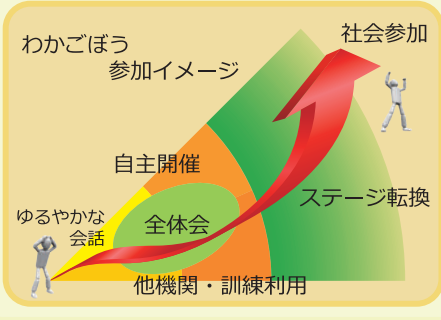 わかごぼう
参加イメージ
社会参加
自主開催
ゆるやかな
会話
全体会
ステージ転換
他機関・訓練利用